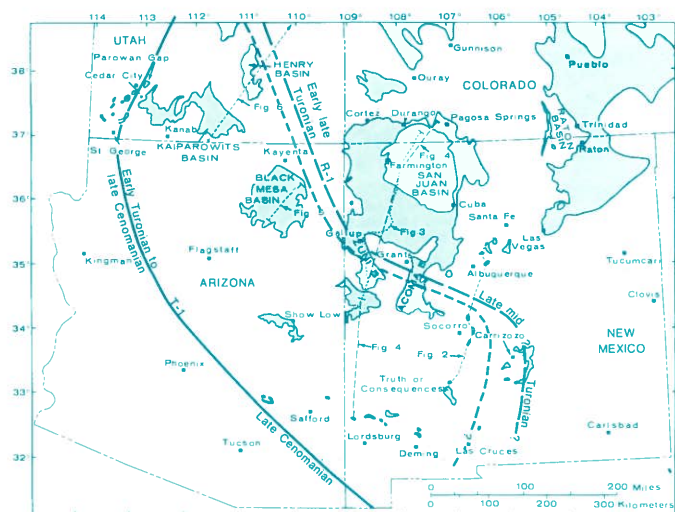 114 113 112 111 110 109 108 107 106 105 104 103
UTAH
Parowan Gap
Cedar City
HENRY BASIN
Gunnison
Ouray
COLORADO
Pueblo
38
Early late Turonian
R-1
Fig 6
Cortez
Durango
Pagosa Springs
RATON BASIN
Trinidad
Raton
37
Kanab
St George
KAIPAROWITS BASIN
Kayenta
Fig. 4
Farmington
SAN JUAN BASIN
36
BLACK MESA BASIN
Fig
Cuba
Santa Fe
Las Vegas
Early Turonian to late Cenomanian
Gallup
Fig 3
ZUNI
Grants
ACOMA
35
Kingman
Flagstaff
ARIZONA
Albuquerque
Tucumcari
Clovis
Late mid
Turonian ?
34
T-1
Show Low
Socorro
Carrizozo
NEW MEXICO
Phoenix
Fig 4
Fig 2
33
Truth or Consequences
Late Cenomanian
Safford
Lordsburg
Deming
Las Cruces
Carlsbad
32
Tucson
0 100 200 Miles
0 100 200 300 Kilometers